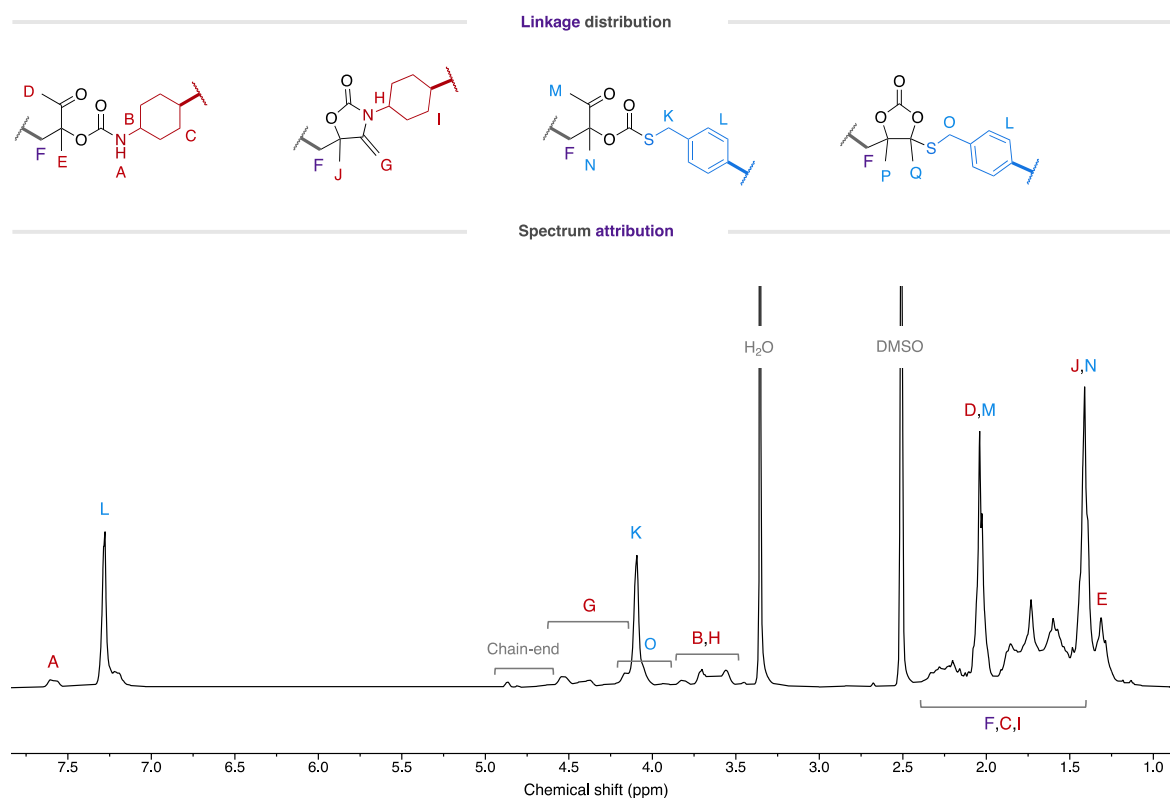 Linkage distribution
D O O B C N H A E F O
O O N H I F J G
M O O K L O S F N
O O O O L F S P Q
Spectrum attribution
H2O
DMSO
J,N
D,M
L
K
E
G
B,H
O
Chain-end
A
F,C,I
7.5 7.0 6.5 6.0 5.5 5.0 4.5 4.0 3.5 3.0 2.5 2.0 1.5 1.0
Chemical shift (ppm)